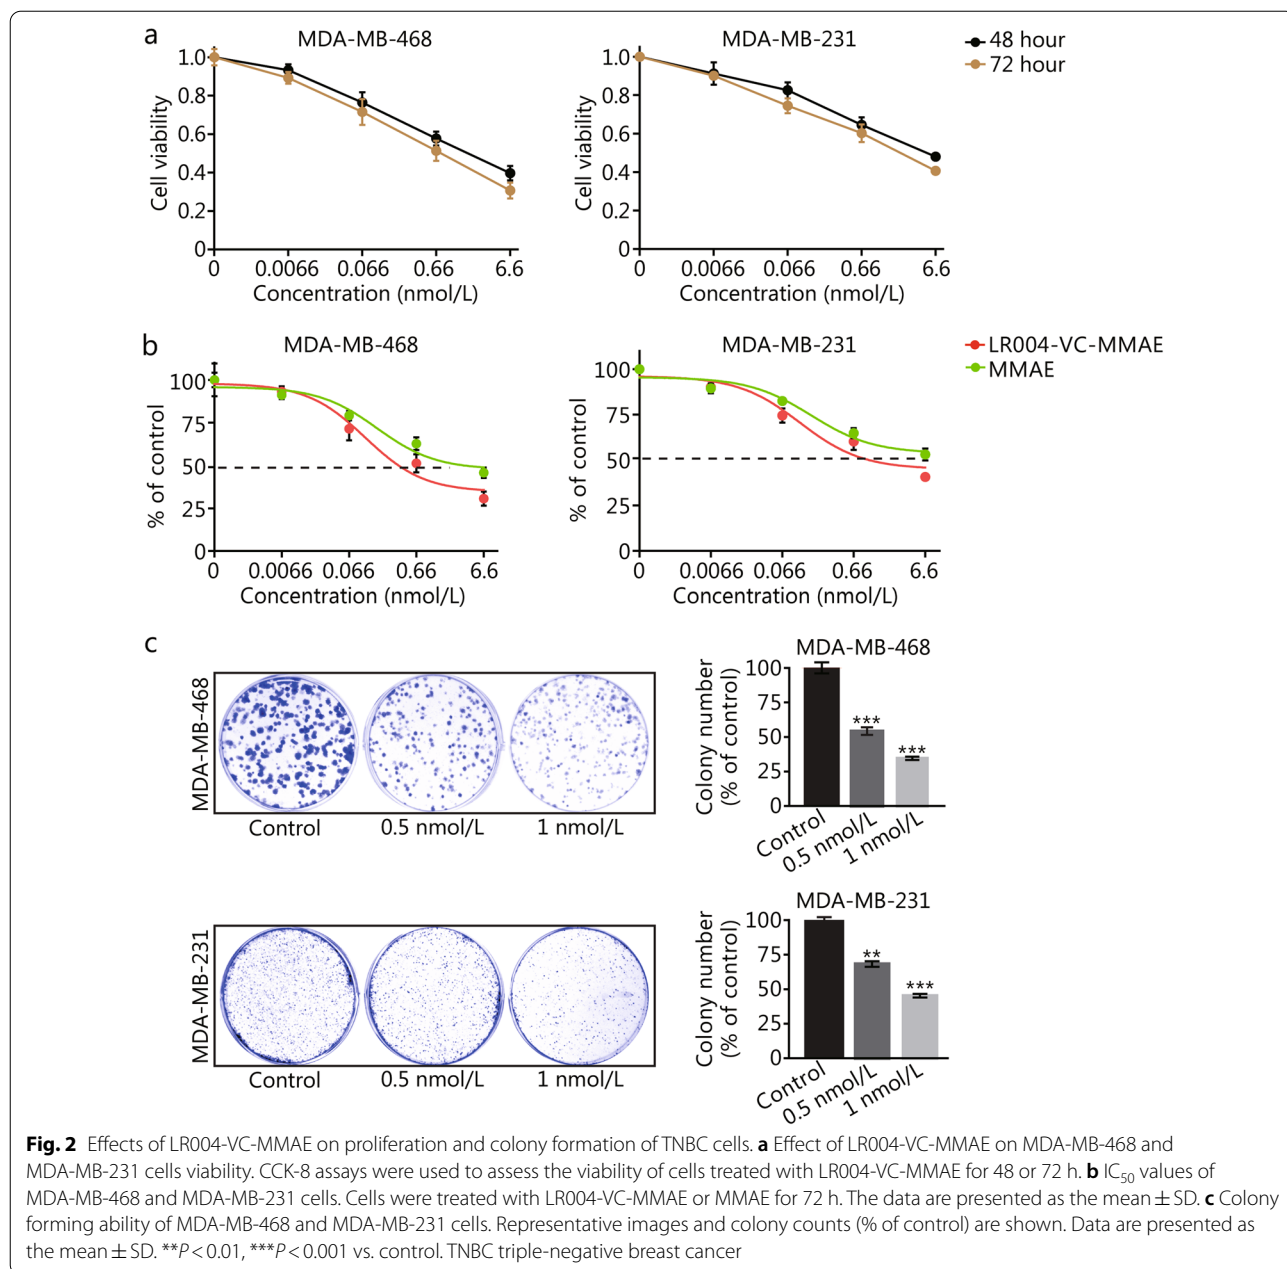 a
MDA-MB-468
MDA-MB-231
48 hour
72 hour
Cell viability
1.0
0.8
0.6
0.4
0.2
0
0 0.0066 0.066 0.66 6.6
Concentration (nmol/L)
Cell viability
1.0
0.8
0.6
0.4
0.2
0
0 0.0066 0.066 0.66 6.6
Concentration (nmol/L)
b
MDA-MB-468
MDA-MB-231
LR004-VC-MMAE
MMAE
% of control
100
75
50
25
0
0 0.0066 0.066 0.66 6.6
Concentration (nmol/L)
% of control
100
75
50
25
0
0 0.0066 0.066 0.66 6.6
Concentration (nmol/L)
c
MDA-MB-468
Control 0.5 nmol/L 1 nmol/L
MDA-MB-468
Colony number
(% of control)
100
75
50
25
0
***
***
Control
0.5 nmol/L
1 nmol/L
MDA-MB-231
Control 0.5 nmol/L 1 nmol/L
MDA-MB-231
Colony number
(% of control)
100
75
50
25
0
**
***
Control
0.5 nmol/L
1 nmol/L
Fig. 2 Effects of LR004-VC-MMAE on proliferation and colony formation of TNBC cells. a Effect of LR004-VC-MMAE on MDA-MB-468 and
MDA-MB-231 cells viability. CCK-8 assays were used to assess the viability of cells treated with LR004-VC-MMAE for 48 or 72 h. b IC50 values of
MDA-MB-468 and MDA-MB-231 cells. Cells were treated with LR004-VC-MMAE or MMAE for 72 h. The data are presented as the mean ± SD. c Colony
forming ability of MDA-MB-468 and MDA-MB-231 cells. Representative images and colony counts (% of control) are shown. Data are presented as
the mean ± SD. **P < 0.01, ***P < 0.001 vs. control. TNBC triple-negative breast cancer